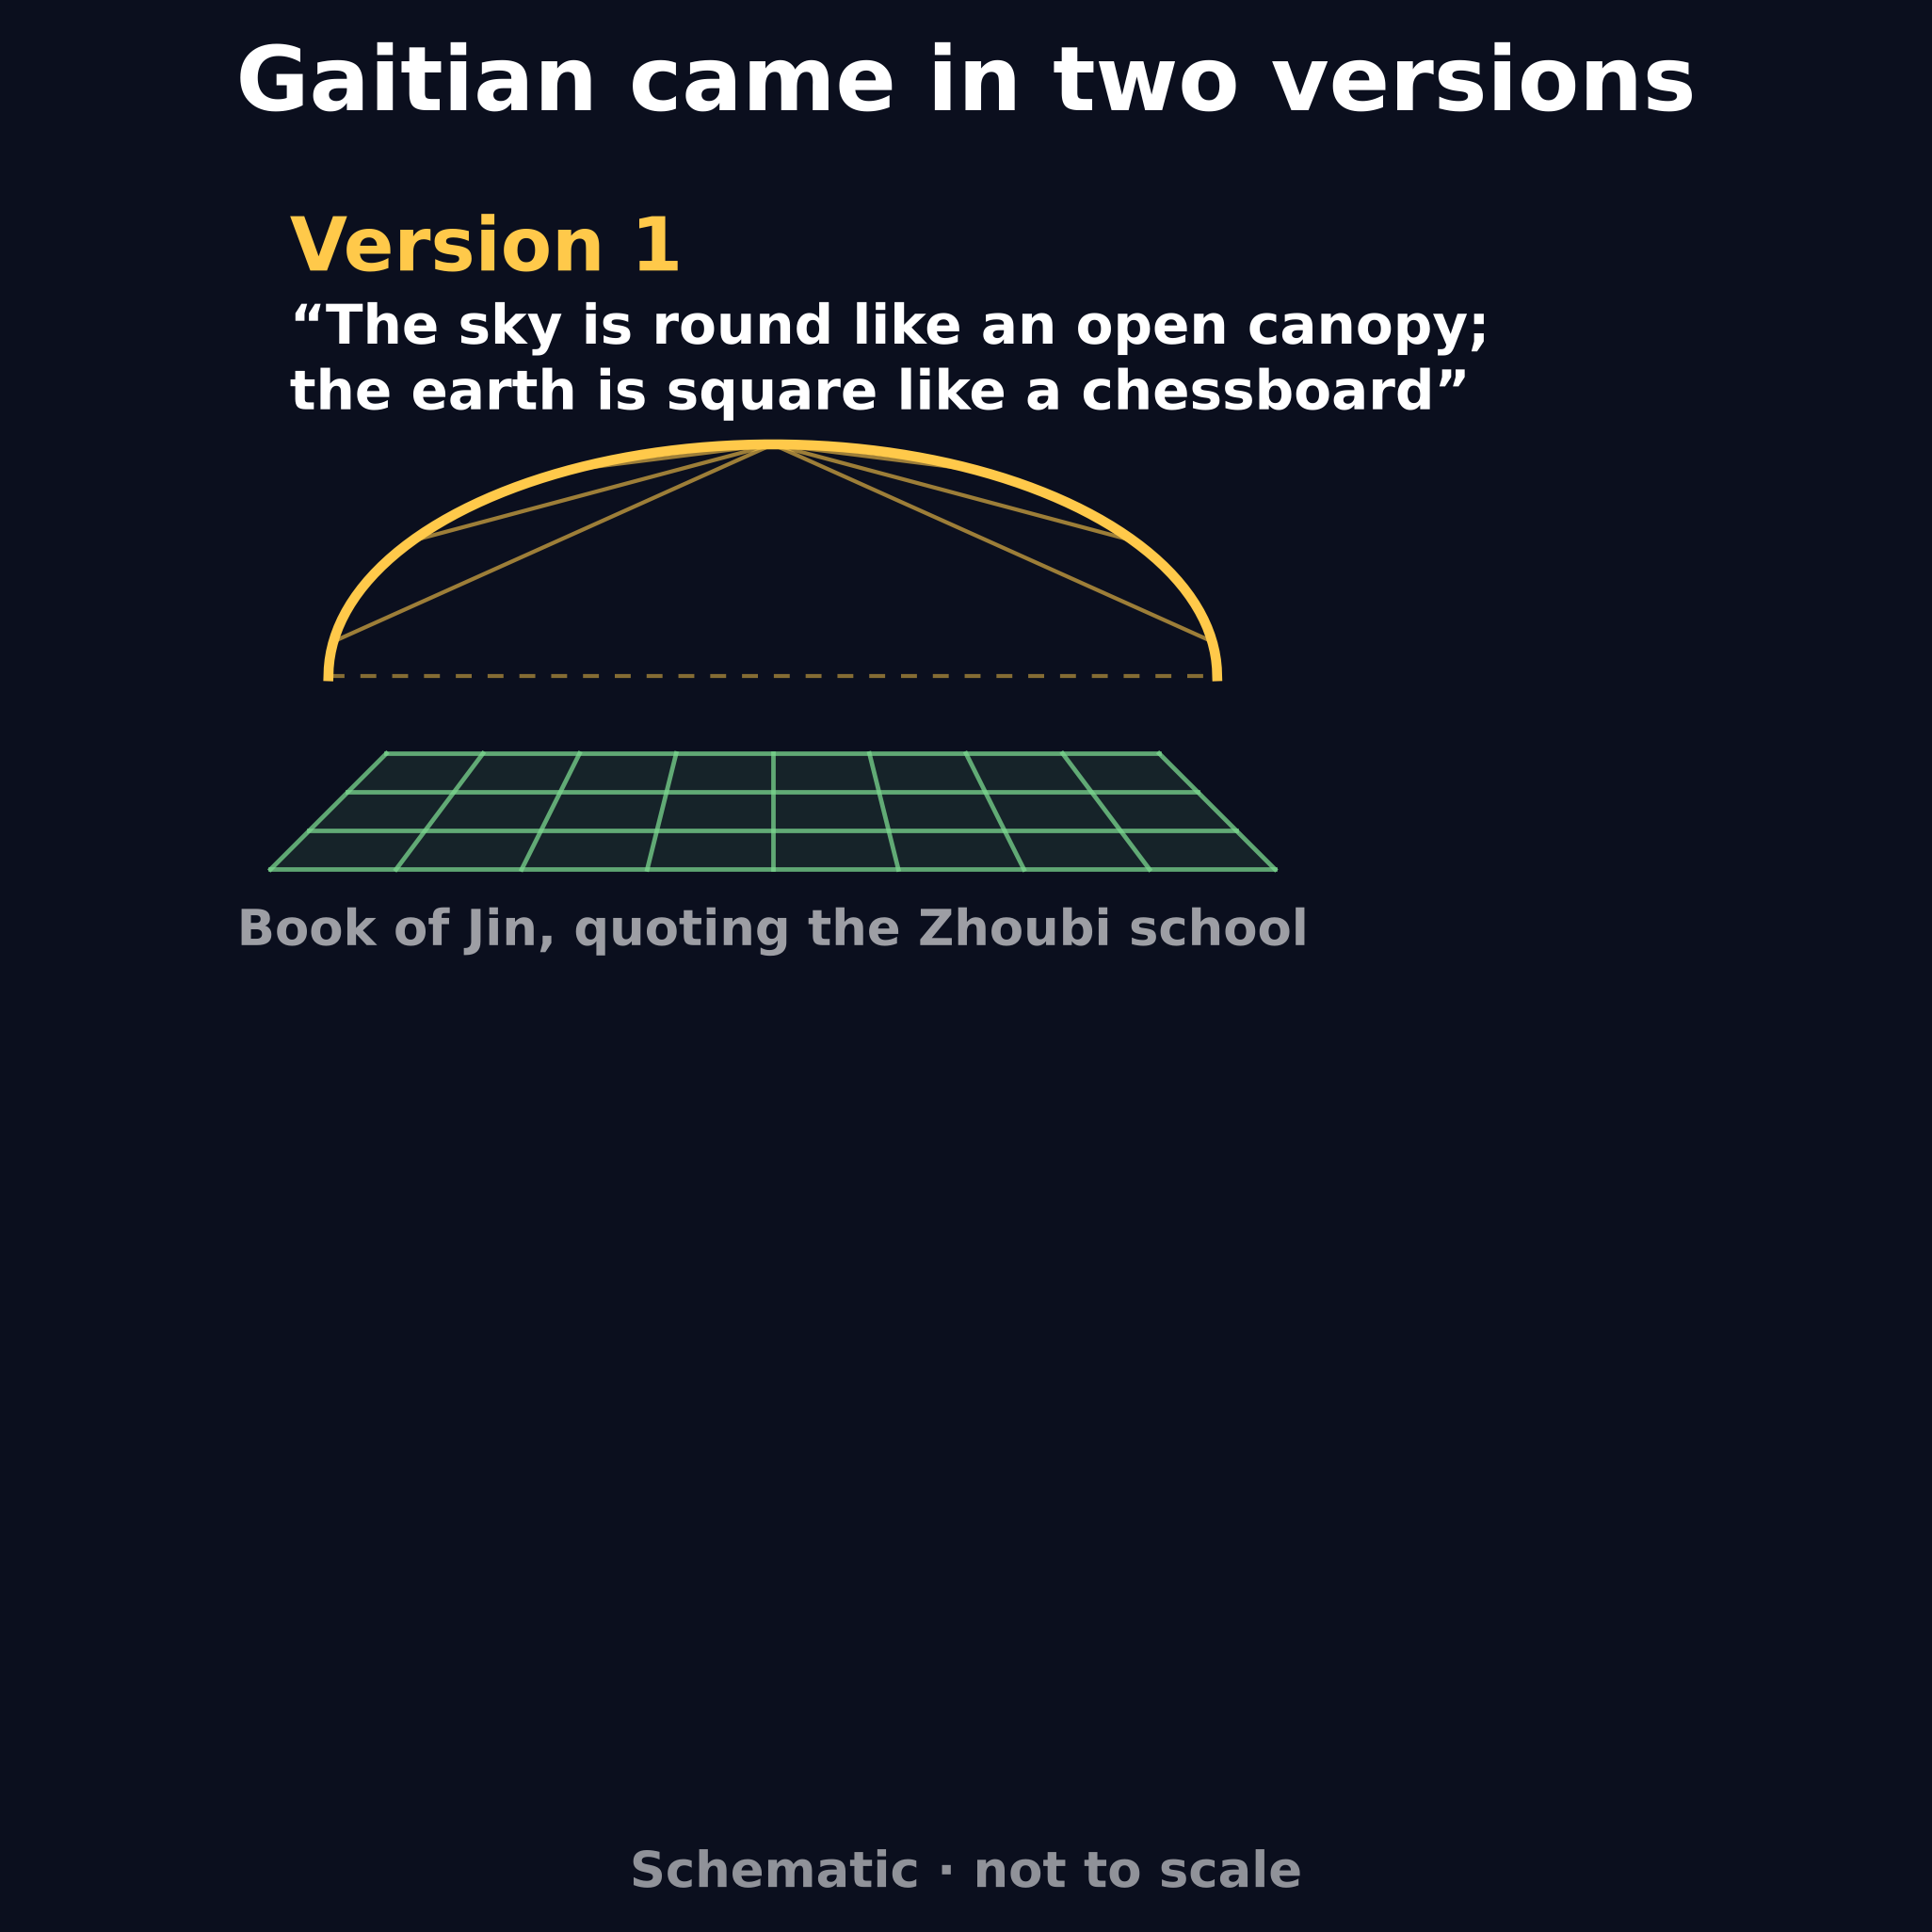 Gaitian came in two versions
Version 1
“The sky is round like an open canopy;
the earth is square like a chessboard”
Book of Jin, quoting the Zhoubi school
Schematic · not to scale